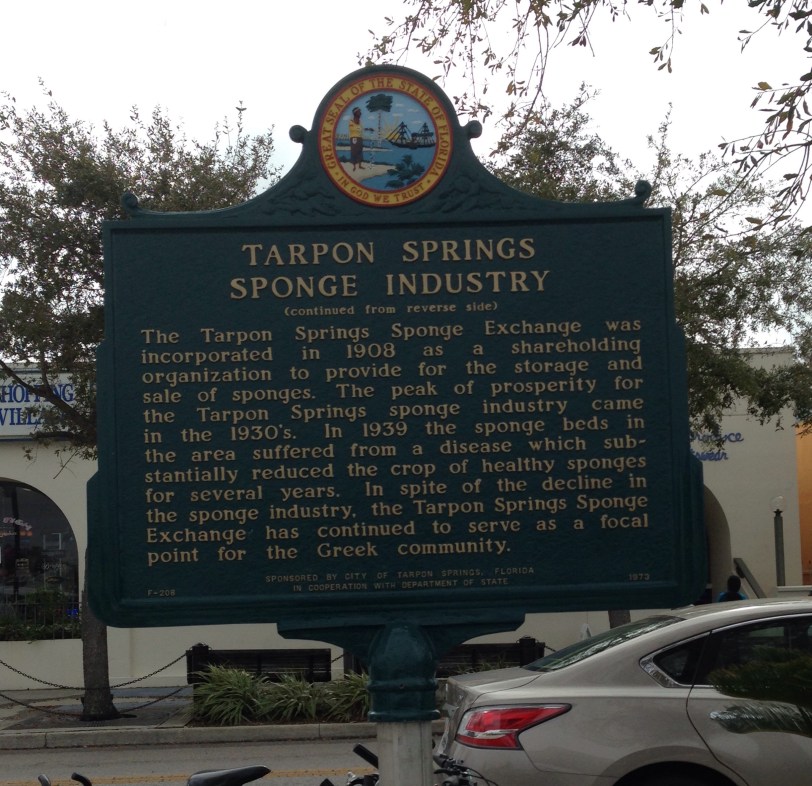 GREAT SEAL OF THE STATE OF FLORIDA
IN GOD WE TRUST
TARPON SPRINGS
SPONGE INDUSTRY
(continued from reverse side)
The Tarpon Springs Sponge Exchange was
incorporated in 1908 as a shareholding
organization to provide for the storage and
sale of sponges. The peak of prosperity for
the Tarpon Springs sponge industry came
in the 1930's. In 1939 the sponge beds in
the area suffered from a disease which sub-
stantially reduced the crop of healthy sponges
for several years. In spite of the decline in
the sponge industry, the Tarpon Springs Sponge
Exchange has continued to serve as a focal
point for the Greek community.
SPONSORED BY CITY OF TARPON SPRINGS, FLORIDA
IN COOPERATION WITH DEPARTMENT OF STATE
F-208 1973
SHOPPING